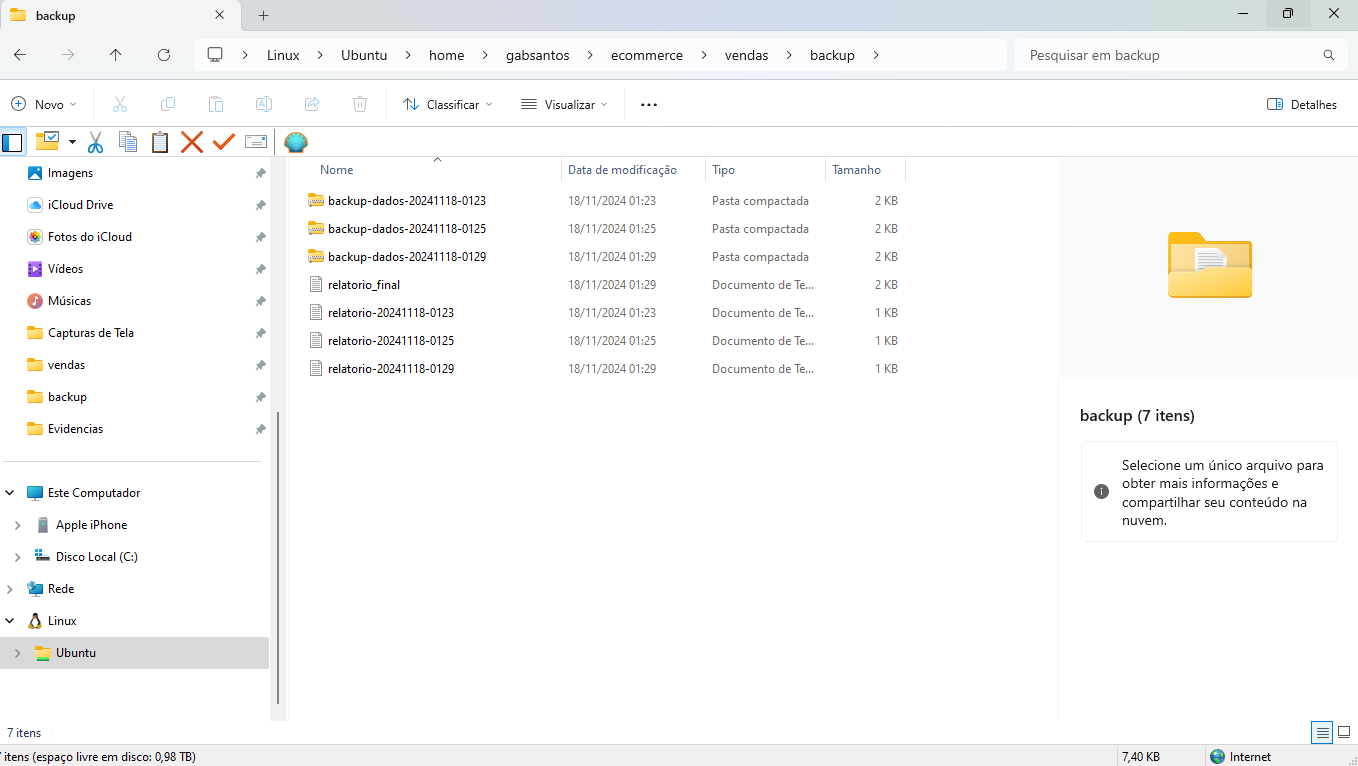 backup
Linux Ubuntu home gabsantos ecommerce vendas backup
Pesquisar em backup
Novo
Classificar
Visualizar
Detalhes
Imagens
iCloud Drive
Fotos do iCloud
Vídeos
Músicas
Capturas de Tela
vendas
backup
Evidencias
Este Computador
Apple iPhone
Disco Local (C:)
Rede
Linux
Ubuntu
Nome Data de modificação Tipo Tamanho
backup-dados-20241118-0123 18/11/2024 01:23 Pasta compactada 2 KB
backup-dados-20241118-0125 18/11/2024 01:25 Pasta compactada 2 KB
backup-dados-20241118-0129 18/11/2024 01:29 Pasta compactada 2 KB
relatorio_final 18/11/2024 01:29 Documento de Te... 2 KB
relatorio-20241118-0123 18/11/2024 01:23 Documento de Te... 1 KB
relatorio-20241118-0125 18/11/2024 01:25 Documento de Te... 1 KB
relatorio-20241118-0129 18/11/2024 01:29 Documento de Te... 1 KB
backup (7 itens)
Selecione um único arquivo para
obter mais informações e
compartilhar seu conteúdo na
nuvem.
7 itens
itens (espaço livre em disco: 0,98 TB)
7,40 KB
Internet